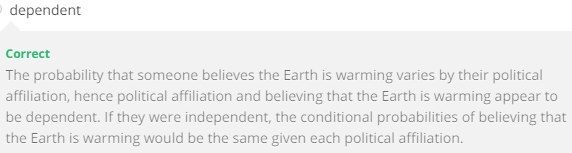 dependent
Correct
The probability that someone believes the Earth is warming varies by their political
affiliation, hence political affiliation and believing that the Earth is warming appear to
be dependent. If they were independent, the conditional probabilities of believing that
the Earth is warming would be the same given each political affiliation.